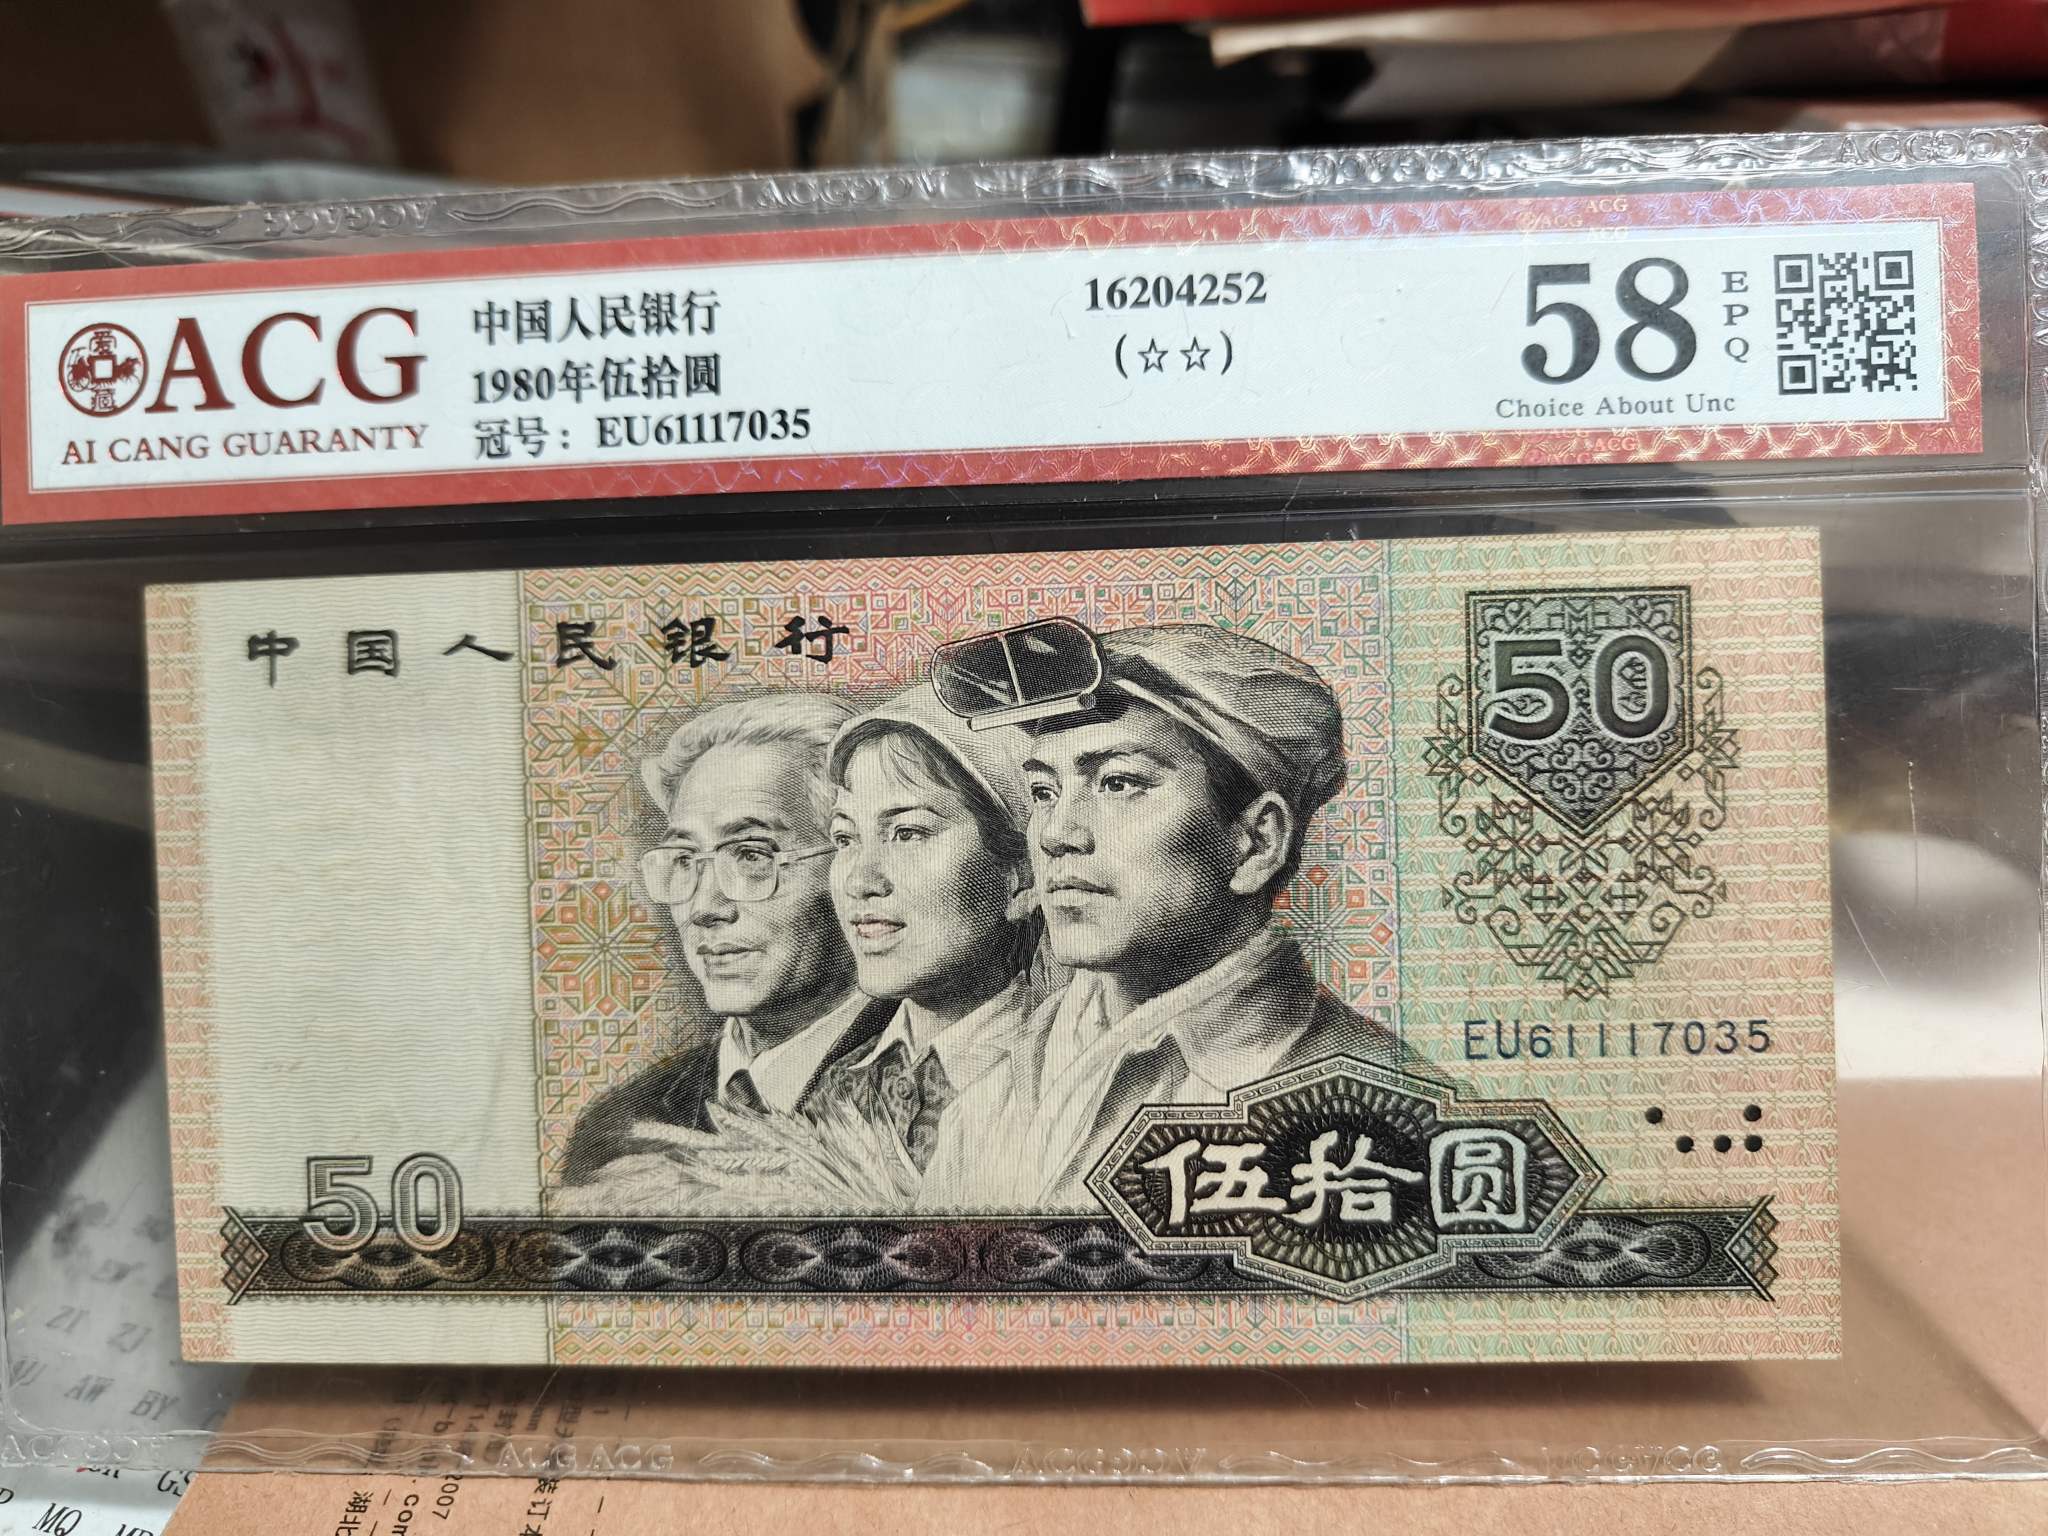 ACG
AI CANG GUARANTY
中国人民银行
1980年伍拾圆
冠号：EU61117035
16204252
(☆☆)
58
EPQ
Choice About Unc
中国人民银行
50
EU61117035
伍拾圆
50